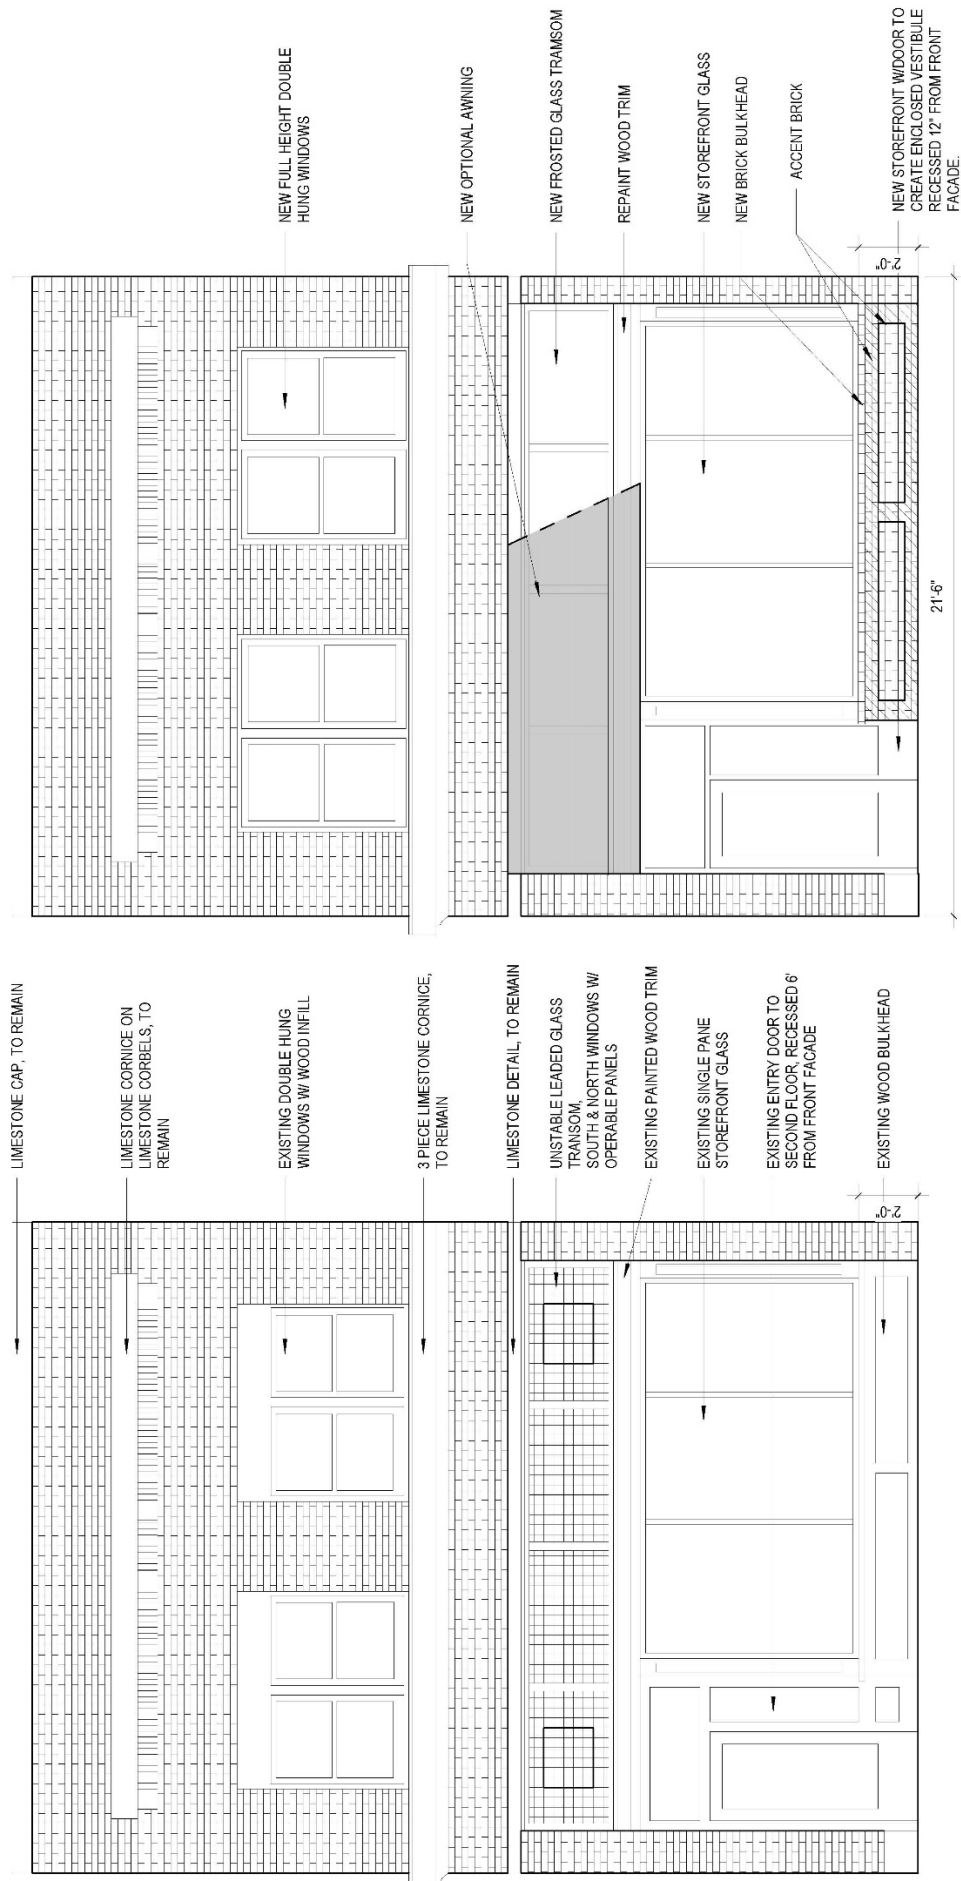 NEW FULL HEIGHT DOUBLE
HUNG WINDOWS
NEW OPTIONAL AWNING
NEW FROSTED GLASS TRAMSOM
REPAINT WOOD TRIM
NEW STOREFRONT GLASS
NEW BRICK BULKHEAD
ACCENT BRICK
NEW STOREFRONT W/DOOR TO
CREATE ENCLOSED VESTIBULE
RECESSED 12" FROM FRONT
FACADE.
2'-0"
21'-6"
LIMESTONE CAP, TO REMAIN
LIMESTONE CORNICE ON
LIMESTONE CORBELS, TO
REMAIN
EXISTING DOUBLE HUNG
WINDOWS W/ WOOD INFILL
3 PIECE LIMESTONE CORNICE,
TO REMAIN
LIMESTONE DETAIL, TO REMAIN
UNSTABLE LEADED GLASS
TRANSOM,
SOUTH & NORTH WINDOWS W/
OPERABLE PANELS
EXISTING PAINTED WOOD TRIM
EXISTING SINGLE PANE
STOREFRONT GLASS
EXISTING ENTRY DOOR TO
SECOND FLOOR, RECESSED 6'
FROM FRONT FACADE
EXISTING WOOD BULKHEAD
2'-0"